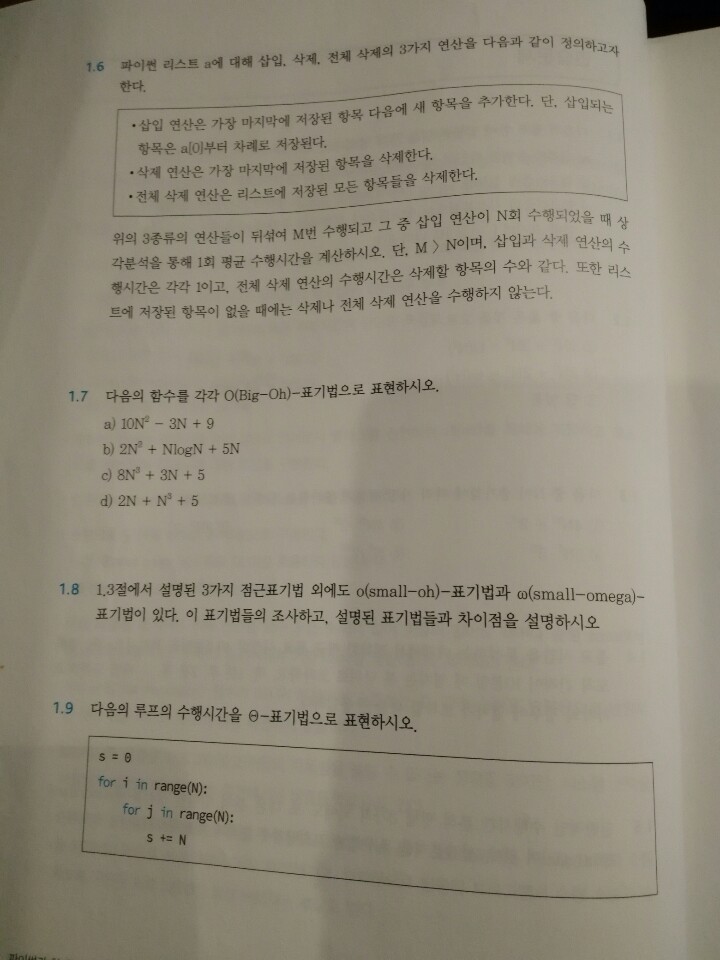 1.6 파이썬 리스트 a에 대해 삽입, 삭제, 전체 삭제의 3가지 연산을 다음과 같이 정의하고자
한다.
• 삽입 연산은 가장 마지막에 저장된 항목 다음에 새 항목을 추가한다. 단, 삽입되는
항목은 a[0]부터 차례로 저장된다.
• 삭제 연산은 가장 마지막에 저장된 항목을 삭제한다.
• 전체 삭제 연산은 리스트에 저장된 모든 항목들을 삭제한다.
위의 3종류의 연산들이 뒤섞여 M번 수행되고 그 중 삽입 연산이 N회 수행되었을 때 상
각분석을 통해 1회 평균 수행시간을 계산하시오. 단, M > N이며, 삽입과 삭제 연산의 수
행시간은 각각 1이고, 전체 삭제 연산의 수행시간은 삭제할 항목의 수와 같다. 또한 리스
트에 저장된 항목이 없을 때에는 삭제나 전체 삭제 연산을 수행하지 않는다.
1.7 다음의 함수를 각각 O(Big-Oh)-표기법으로 표현하시오.
a) 10N² − 3N + 9
b) 2N² + NlogN + 5N
c) 8N³ + 3N + 5
d) 2N + N³ + 5
1.8 1.3절에서 설명된 3가지 점근표기법 외에도 o(small-oh)-표기법과 ω(small-omega)-
표기법이 있다. 이 표기법들의 조사하고, 설명된 표기법들과 차이점을 설명하시오
1.9 다음의 루프의 수행시간을 Θ-표기법으로 표현하시오.
s = 0
for i in range(N):
for j in range(N):
s += N